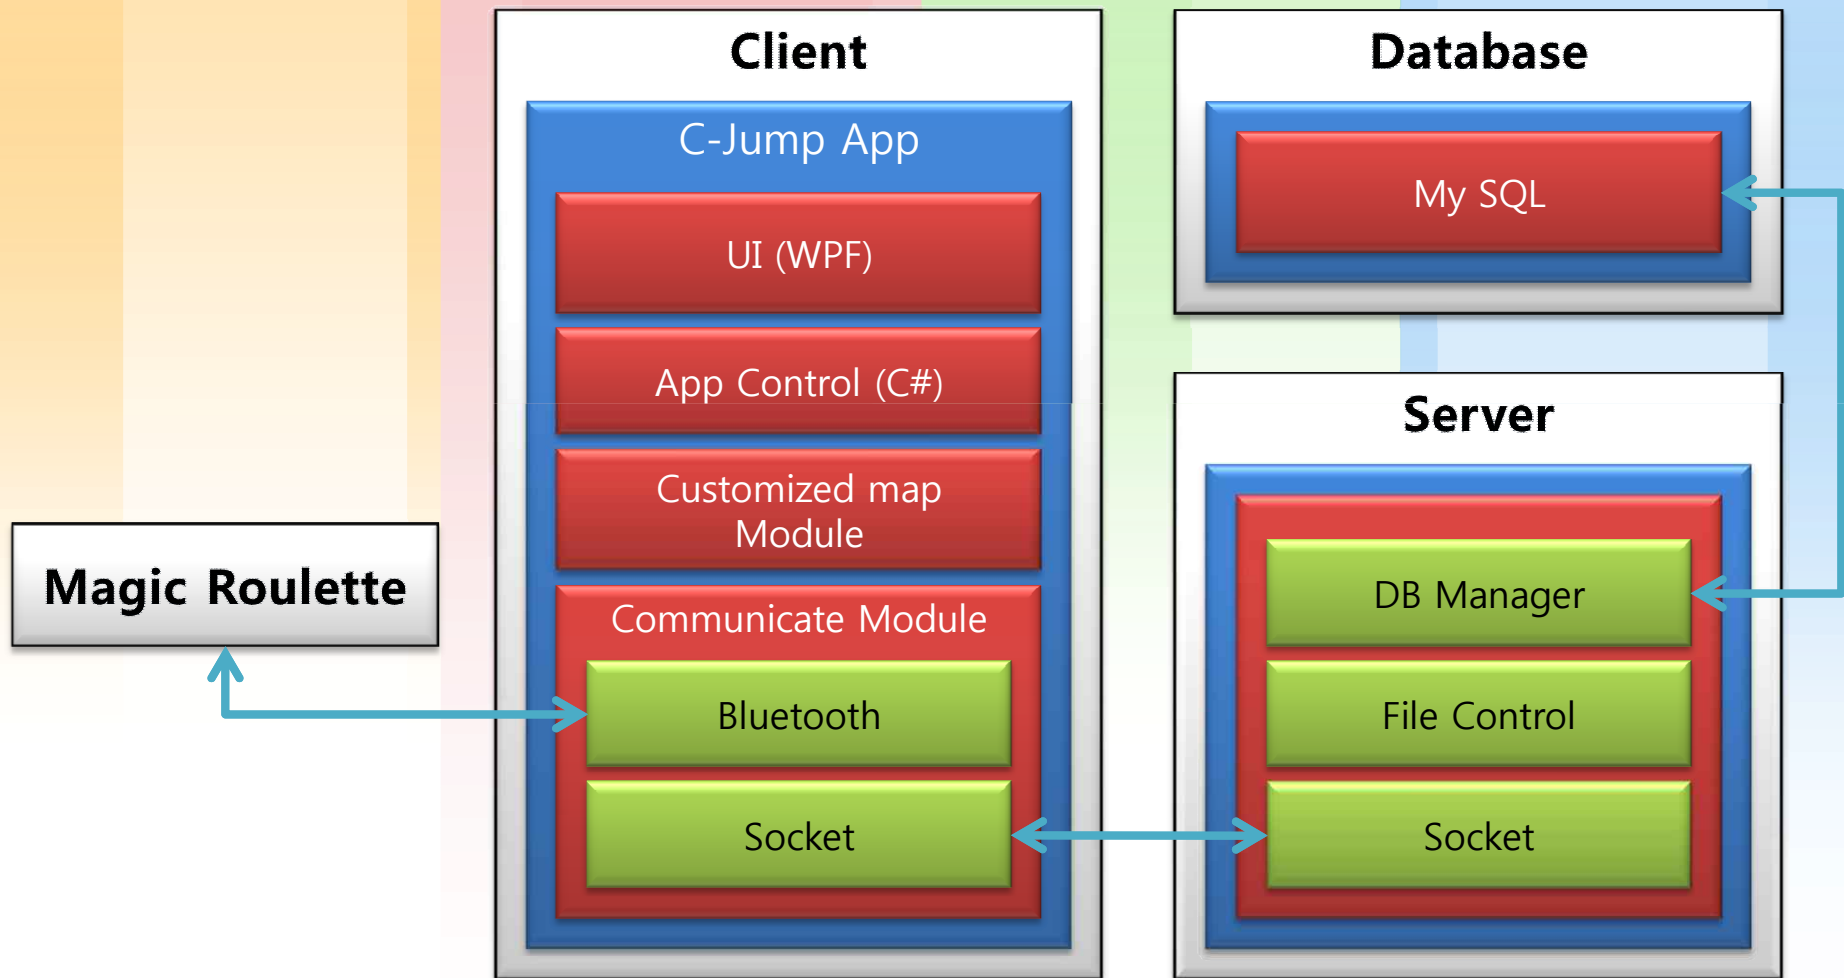 Client
C-Jump App
UI (WPF)
App Control (C#)
Customized map
Module
Communicate Module
Bluetooth
Socket
Magic Roulette
Database
My SQL
Server
DB Manager
File Control
Socket